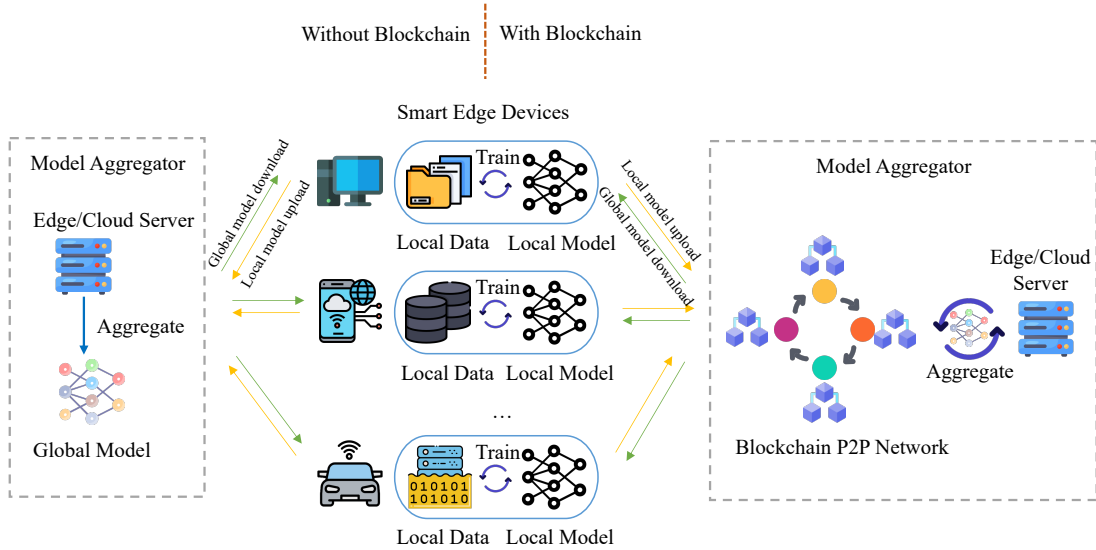 Without Blockchain
With Blockchain
Smart Edge Devices
Model Aggregator
Edge/Cloud Server
Aggregate
Global Model
Global model download
Local model upload
Train
Local Data
Local Model
Train
Local Data
Local Model
...
Train
010101
101010
Local Data
Local Model
Local model upload
Global model download
Model Aggregator
Edge/Cloud
Server
Aggregate
Blockchain P2P Network